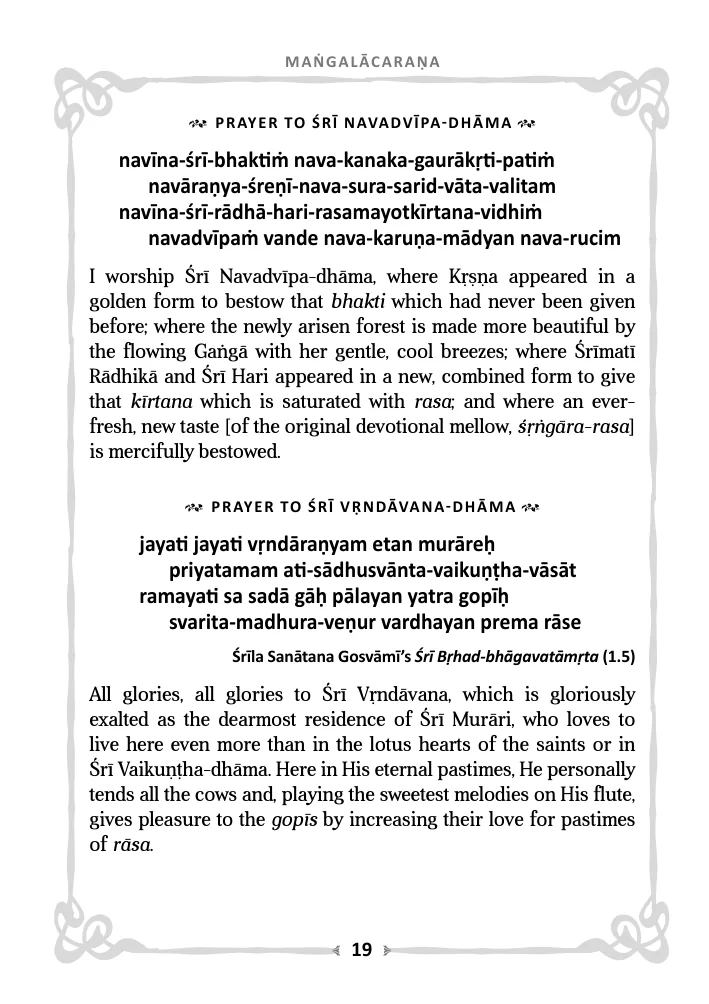 MAṄGALĀCARAṆA
PRAYER TO ŚRĪ NAVADVĪPA-DHĀMA
navīna-śrī-bhaktiṁ nava-kanaka-gaurākṛti-patiṁ
navāraṇya-śreṇī-nava-sura-sarid-vāta-valitam
navīna-śrī-rādhā-hari-rasamayotkīrtana-vidhiṁ
navadvīpaṁ vande nava-karuṇa-mādyan nava-rucim
I worship Śrī Navadvīpa-dhāma, where Kṛṣṇa appeared in a
golden form to bestow that bhakti which had never been given
before; where the newly arisen forest is made more beautiful by
the flowing Gaṅgā with her gentle, cool breezes; where Śrīmatī
Rādhikā and Śrī Hari appeared in a new, combined form to give
that kīrtana which is saturated with rasa; and where an ever-
fresh, new taste [of the original devotional mellow, śṛṅgāra-rasa]
is mercifully bestowed.
PRAYER TO ŚRĪ VṚNDĀVANA-DHĀMA
jayati jayati vṛndāraṇyam etan murāreḥ
priyatamam ati-sādhusvānta-vaikuṇṭha-vāsāt
ramayati sa sadā gāḥ pālayan yatra gopīḥ
svarita-madhura-veṇur vardhayan prema rāse
Śrīla Sanātana Gosvāmī’s Śrī Bṛhad-bhāgavatāmṛta (1.5)
All glories, all glories to Śrī Vṛndāvana, which is gloriously
exalted as the dearmost residence of Śrī Murāri, who loves to
live here even more than in the lotus hearts of the saints or in
Śrī Vaikuṇṭha-dhāma. Here in His eternal pastimes, He personally
tends all the cows and, playing the sweetest melodies on His flute,
gives pleasure to the gopīs by increasing their love for pastimes
of rāsa.
19